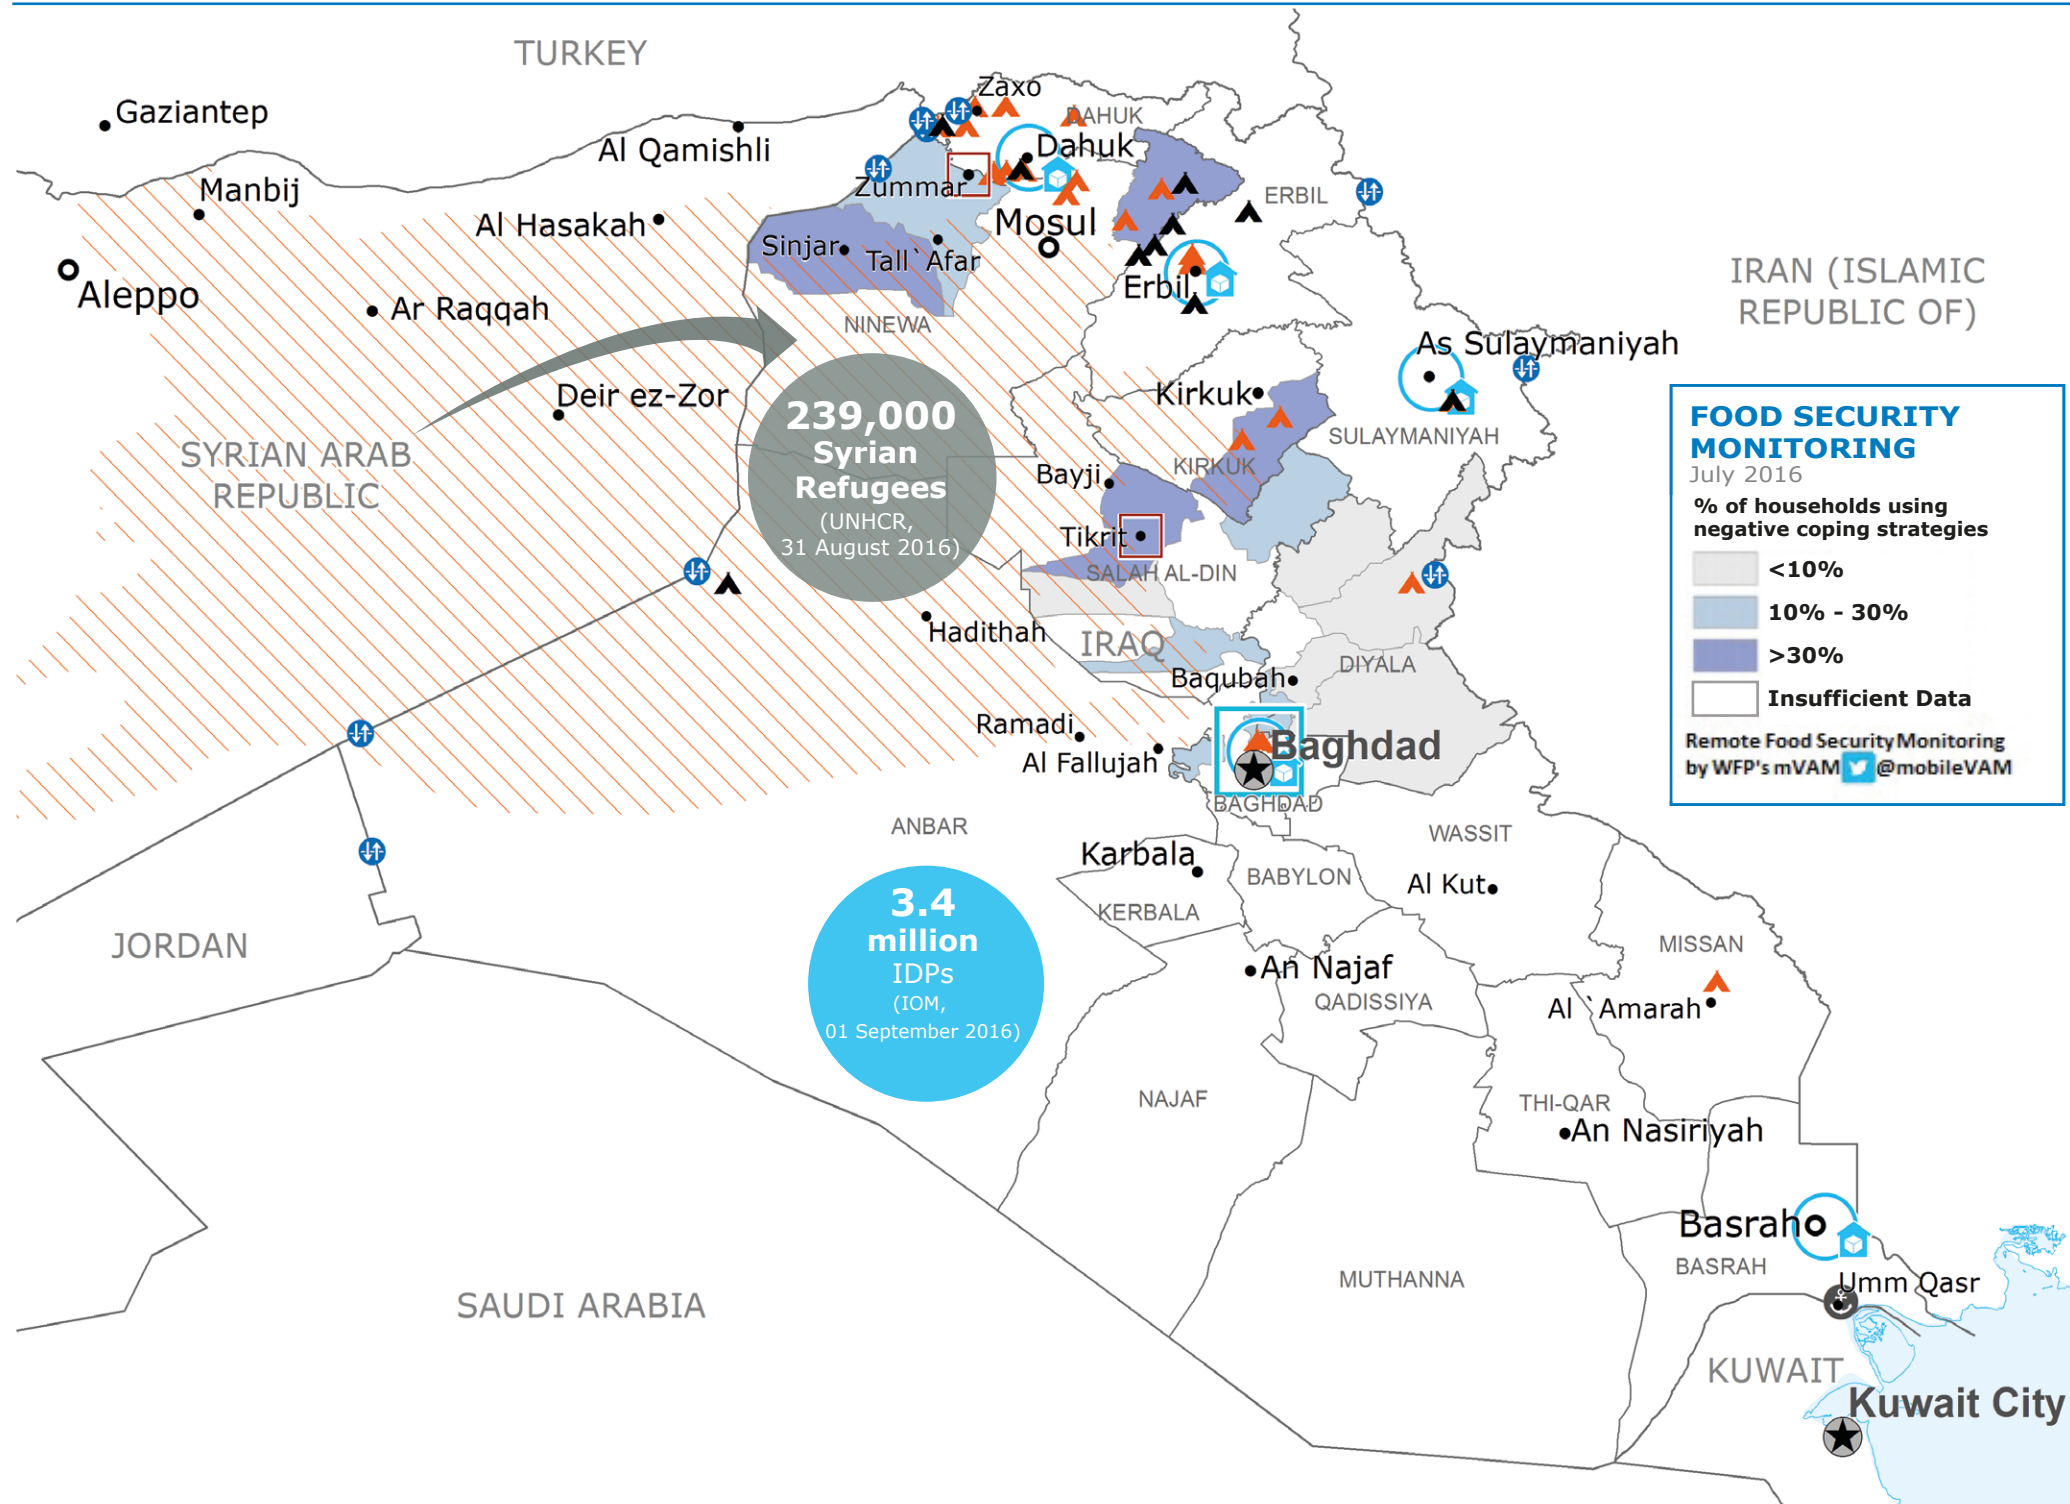 TURKEY
Gaziantep
Zaxo
DAHUK
Al Qamishli
Dahuk
Manbij
Zummar
ERBIL
Al Hasakah
Mosul
Sinjar
Tall`Afar
IRAN (ISLAMIC
REPUBLIC OF)
Aleppo
Ar Raqqah
Erbil
NINEWA
As Sulaymaniyah
Deir ez-Zor
Kirkuk
SULAYMANIYAH
239,000
Syrian
Refugees
(UNHCR,
31 August 2016)
SYRIAN ARAB
REPUBLIC
KIRKUK
Bayji
Tikrit
SALAH AL-DIN
Hadithah
IRAQ
DIYALA
Baqubah
Ramadi
Al Fallujah
Baghdad
BAGHDAD
FOOD SECURITY
MONITORING
July 2016
% of households using
negative coping strategies
<10%
10% - 30%
>30%
Insufficient Data
Remote Food Security Monitoring
by WFP's mVAM @mobileVAM
ANBAR
WASSIT
Karbala
BABYLON
Al Kut
KERBALA
3.4
million
IDPs
(IOM,
01 September 2016)
JORDAN
MISSAN
An Najaf
QADISSIYA
Al `Amarah
NAJAF
THI-QAR
An Nasiriyah
Basrah
BASRAH
MUTHANNA
Umm Qasr
SAUDI ARABIA
KUWAIT
Kuwait City